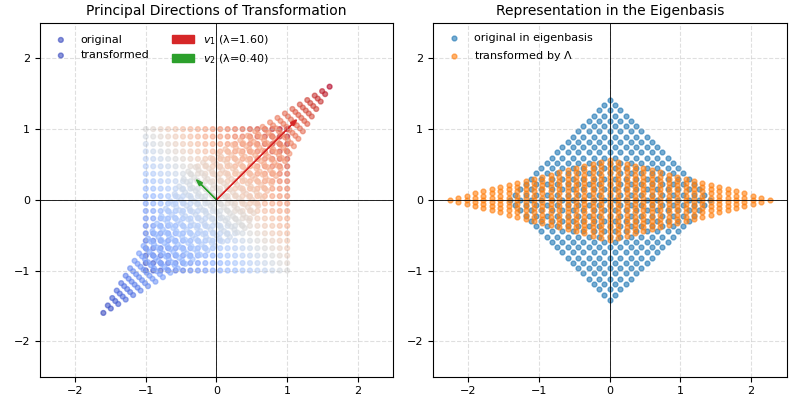 Principal Directions of Transformation
original
transformed
v₁ (λ=1.60)
v₂ (λ=0.40)
2
1
0
−1
−2
−2
−1
0
1
2
Representation in the Eigenbasis
original in eigenbasis
transformed by Λ
2
1
0
−1
−2
−2
−1
0
1
2